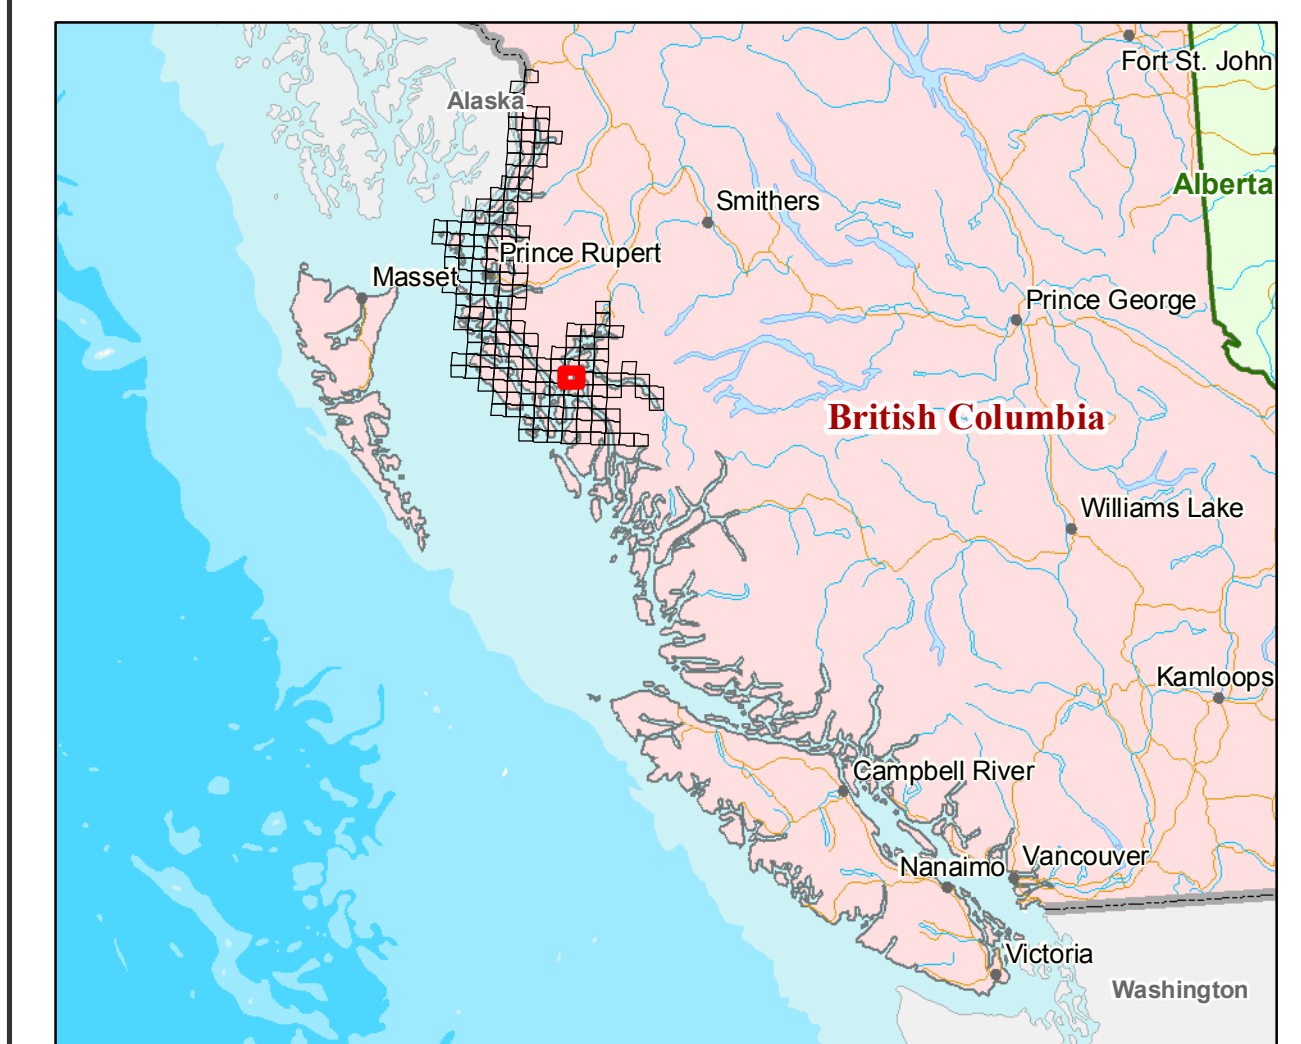 Fort St. John
Alaska
Alberta
Smithers
Prince Rupert
Masset
Prince George
British Columbia
Williams Lake
Kamloops
Campbell River
Vancouver
Nanaimo
Victoria
Washington